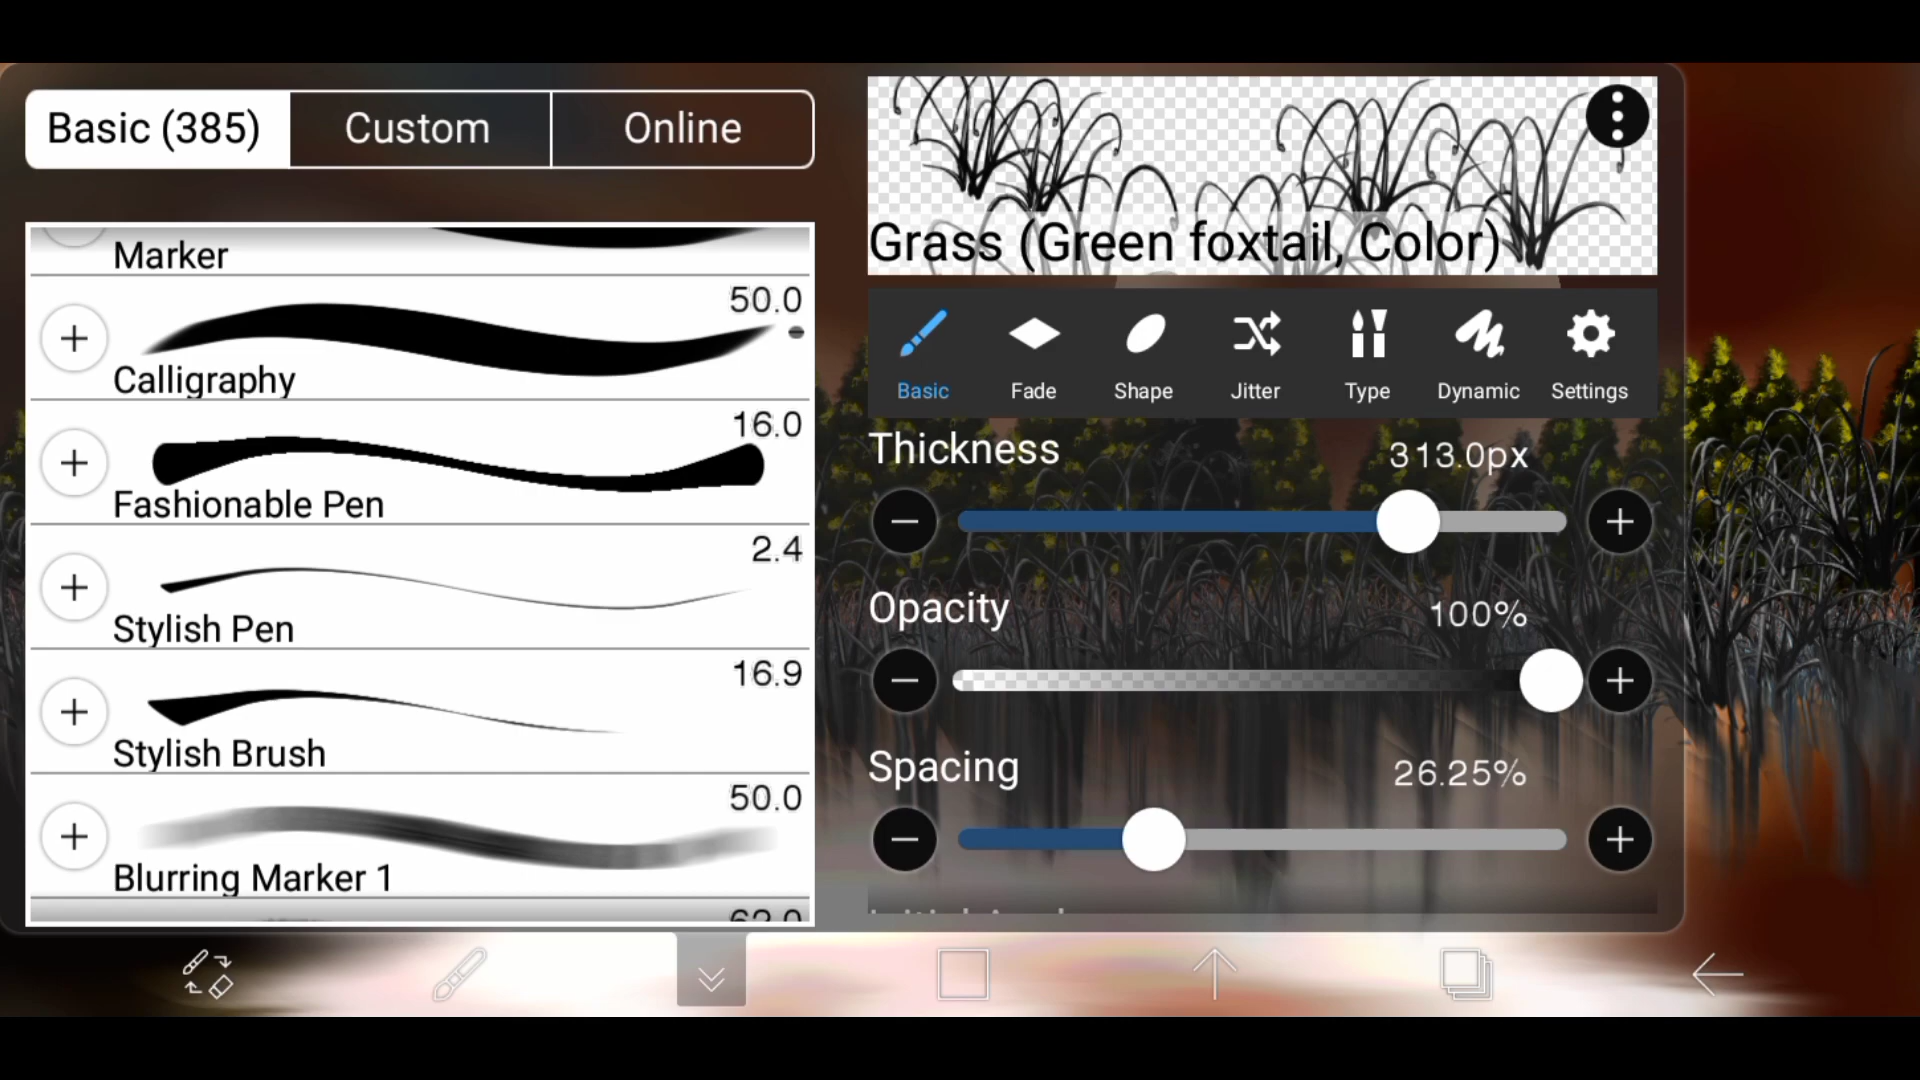 Basic (385)
Custom
Online
Marker
50.0
Calligraphy
16.0
Fashionable Pen
2.4
Stylish Pen
16.9
Stylish Brush
50.0
Blurring Marker 1
Grass (Green foxtail, Color)
Basic
Fade
Shape
Jitter
Type
Dynamic
Settings
Thickness
313.0px
Opacity
100%
Spacing
26.25%